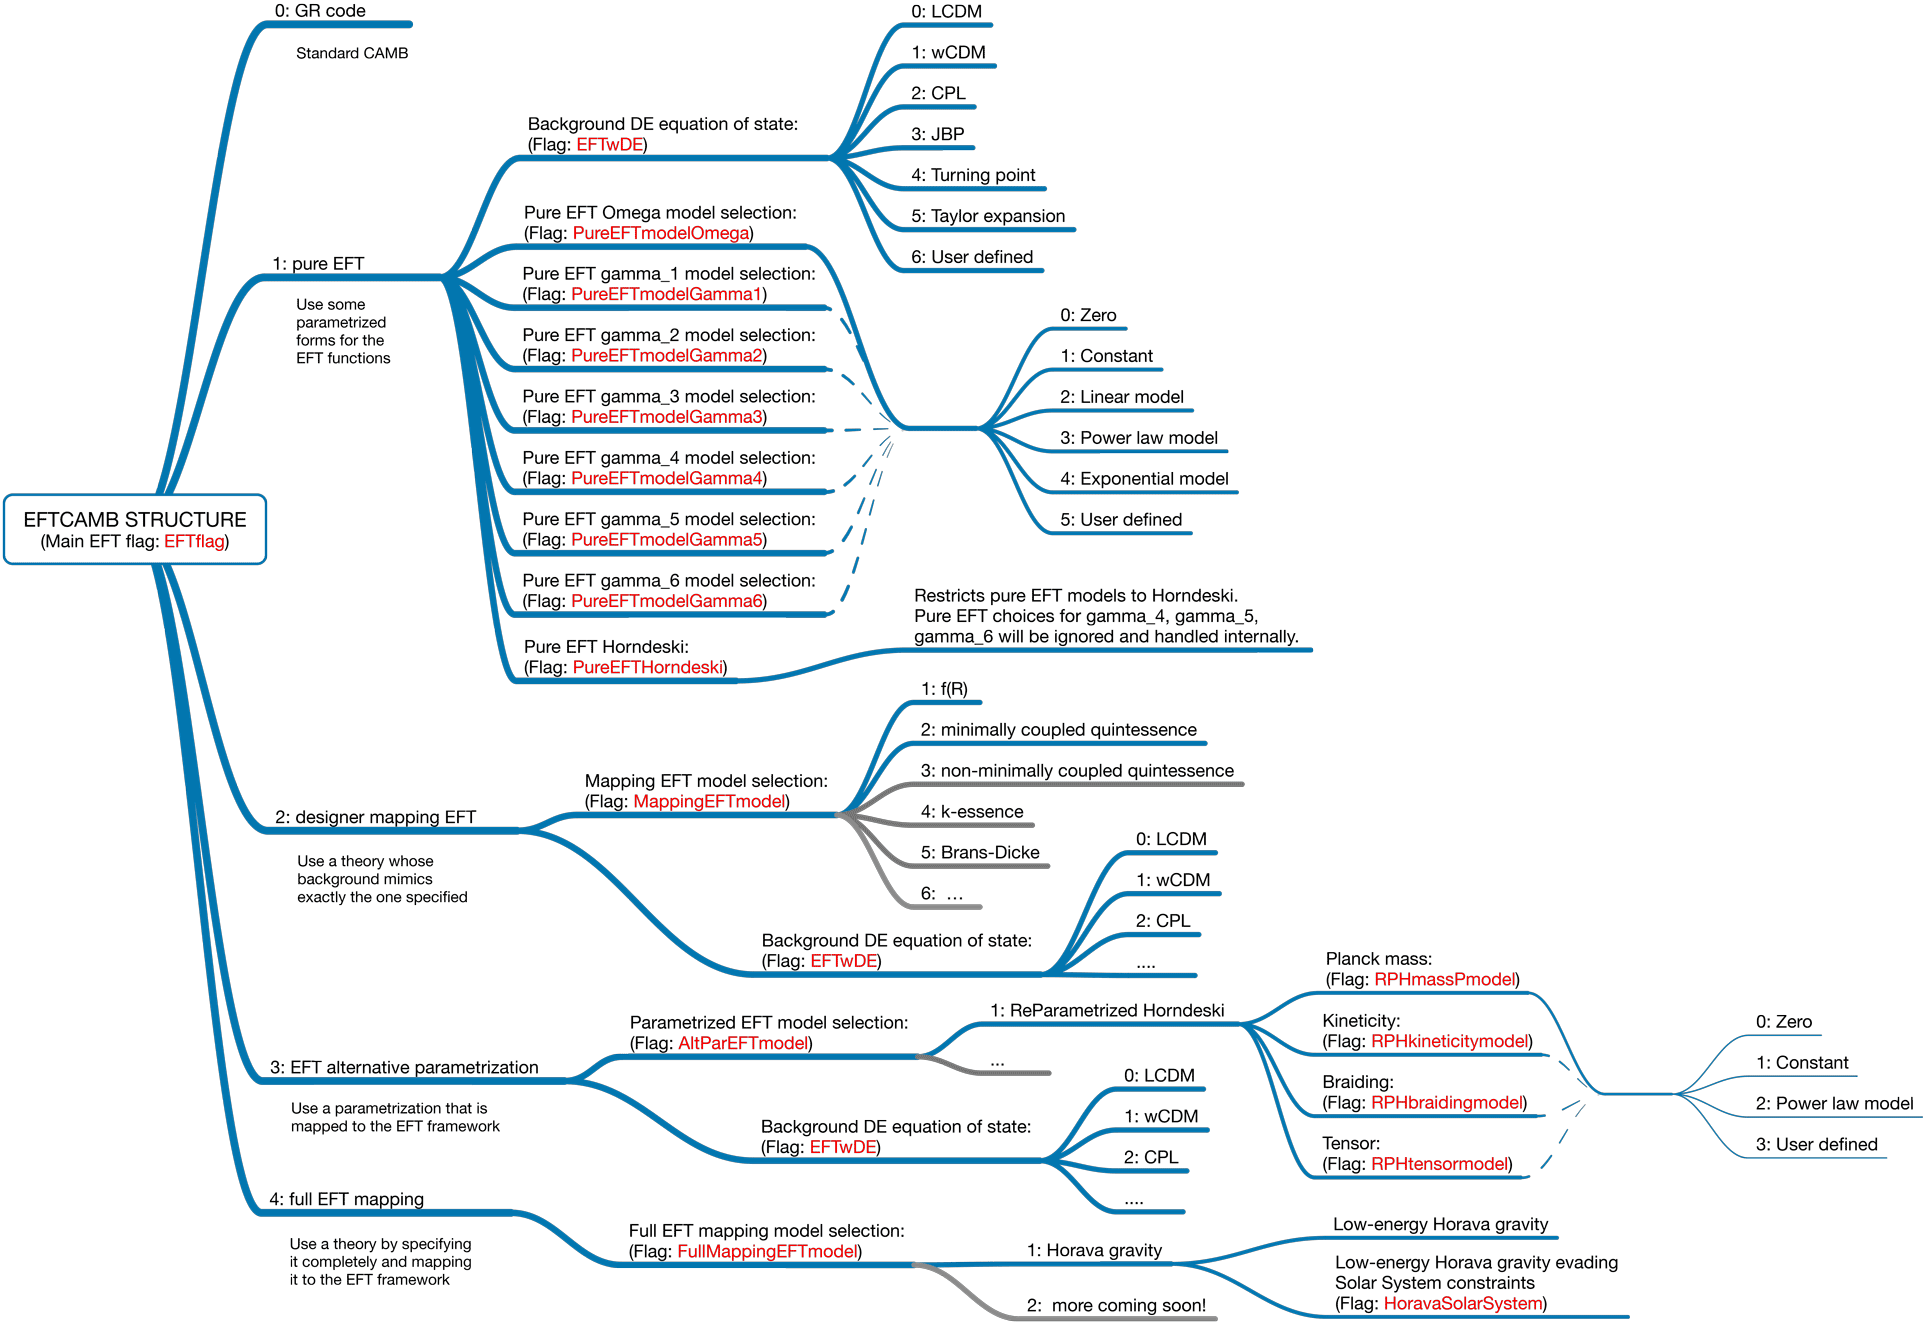 EFTCAMB STRUCTURE
(Main EFT flag: EFTflag)
0: GR code
Standard CAMB
1: pure EFT
Use some
parametrized
forms for the
EFT functions
Background DE equation of state:
(Flag: EFTwDE)
0: LCDM
1: wCDM
2: CPL
3: JBP
4: Turning point
5: Taylor expansion
6: User defined
Pure EFT Omega model selection:
(Flag: PureEFTmodelOmega)
Pure EFT gamma_1 model selection:
(Flag: PureEFTmodelGamma1)
Pure EFT gamma_2 model selection:
(Flag: PureEFTmodelGamma2)
Pure EFT gamma_3 model selection:
(Flag: PureEFTmodelGamma3)
Pure EFT gamma_4 model selection:
(Flag: PureEFTmodelGamma4)
Pure EFT gamma_5 model selection:
(Flag: PureEFTmodelGamma5)
Pure EFT gamma_6 model selection:
(Flag: PureEFTmodelGamma6)
0: Zero
1: Constant
2: Linear model
3: Power law model
4: Exponential model
5: User defined
Pure EFT Horndeski:
(Flag: PureEFTHorndeski)
Restricts pure EFT models to Horndeski.
Pure EFT choices for gamma_4, gamma_5,
gamma_6 will be ignored and handled internally.
2: designer mapping EFT
Use a theory whose
background mimics
exactly the one specified
Mapping EFT model selection:
(Flag: MappingEFTmodel)
1: f(R)
2: minimally coupled quintessence
3: non-minimally coupled quintessence
4: k-essence
5: Brans-Dicke
6: ...
Background DE equation of state:
(Flag: EFTwDE)
0: LCDM
1: wCDM
2: CPL
....
3: EFT alternative parametrization
Use a parametrization that is
mapped to the EFT framework
Parametrized EFT model selection:
(Flag: AltParEFTmodel)
1: ReParametrized Horndeski
...
Planck mass:
(Flag: RPHmassPmodel)
Kineticity:
(Flag: RPHkineticitymodel)
Braiding:
(Flag: RPHbraidingmodel)
Tensor:
(Flag: RPHtensormodel)
0: Zero
1: Constant
2: Power law model
3: User defined
Background DE equation of state:
(Flag: EFTwDE)
0: LCDM
1: wCDM
2: CPL
....
4: full EFT mapping
Use a theory by specifying
it completely and mapping
it to the EFT framework
Full EFT mapping model selection:
(Flag: FullMappingEFTmodel)
1: Horava gravity
2: more coming soon!
Low-energy Horava gravity
Low-energy Horava gravity evading
Solar System constraints
(Flag: HoravaSolarSystem)